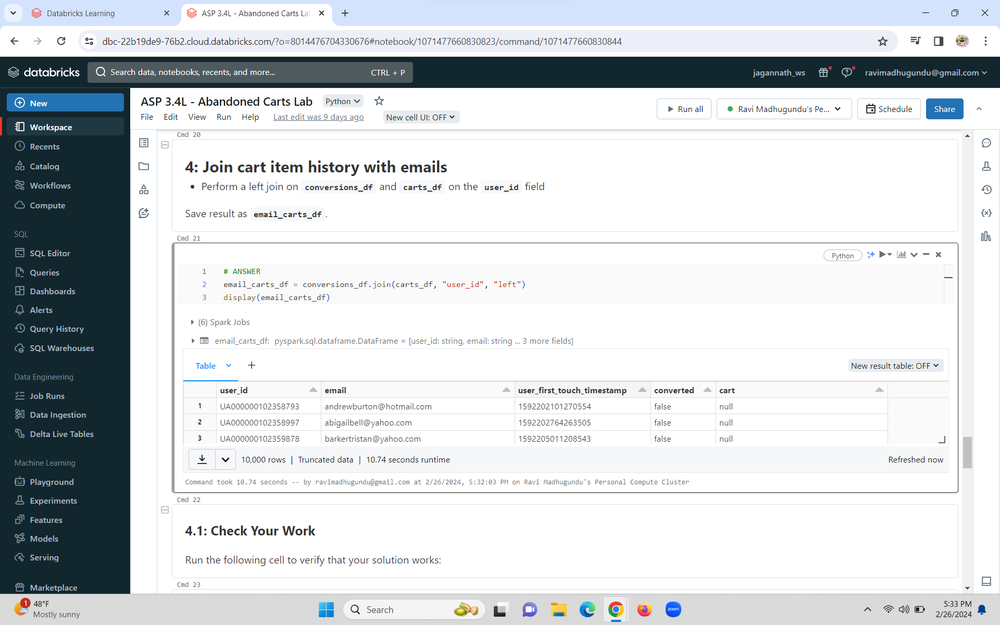 Databricks Learning
ASP 3.4L - Abandoned Carts La
dbc-22b19de9-76b2.cloud.databricks.com/?o=8014476704330676#notebook/1071477660830823/command/1071477660830844
databricks
Search data, notebooks, recents, and more...
CTRL + P
jagannath_ws
ravimadhugundu@gmail.com
New
Workspace
Recents
Catalog
Workflows
Compute
SQL
SQL Editor
Queries
Dashboards
Alerts
Query History
SQL Warehouses
Data Engineering
Job Runs
Data Ingestion
Delta Live Tables
Machine Learning
Playground
Experiments
Features
Models
Serving
Marketplace
ASP 3.4L - Abandoned Carts Lab
Python
File Edit View Run Help Last edit was 9 days ago New cell UI: OFF
Run all
Ravi Madhugundu's Pe...
Schedule
Share
Cmd 20
4: Join cart item history with emails
• Perform a left join on conversions_df and carts_df on the user_id field
Save result as email_carts_df .
Cmd 21
Python
1 # ANSWER
2 email_carts_df = conversions_df.join(carts_df, "user_id", "left")
3 display(email_carts_df)
(6) Spark Jobs
email_carts_df: pyspark.sql.dataframe.DataFrame = [user_id: string, email: string ... 3 more fields]
Table +
New result table: OFF
user_id email user_first_touch_timestamp converted cart
1 UA000000102358793 andrewburton@hotmail.com 1592202101270554 false null
2 UA000000102358997 abigailbell@yahoo.com 1592202764263505 false null
3 UA000000102359878 barkertristan@yahoo.com 1592205011208543 false null
10,000 rows | Truncated data | 10.74 seconds runtime
Refreshed now
Command took 10.74 seconds -- by ravimadhugundu@gmail.com at 2/26/2024, 5:32:03 PM on Ravi Madhugundu's Personal Compute Cluster
Cmd 22
4.1: Check Your Work
Run the following cell to verify that your solution works:
Cmd 23
1
48°F
Mostly sunny
Search
zoom
5:33 PM
2/26/2024